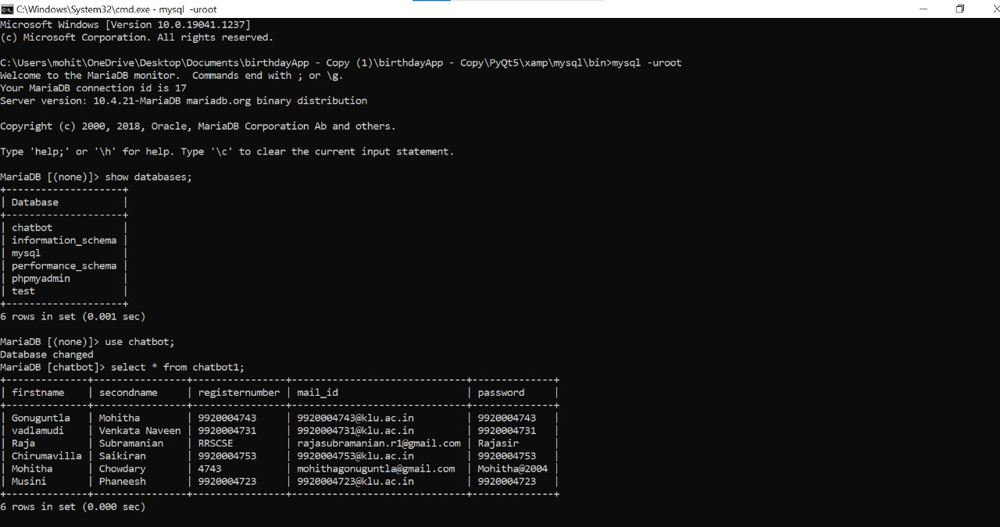 C:\Windows\System32\cmd.exe - mysql -uroot
Microsoft Windows [Version 10.0.19041.1237]
(c) Microsoft Corporation. All rights reserved.
C:\Users\mohit\OneDrive\Desktop\Documents\birthdayApp - Copy (1)\birthdayApp - Copy\PyQt5\xamp\mysql\bin>mysql -uroot
Welcome to the MariaDB monitor.  Commands end with ; or \g.
Your MariaDB connection id is 17
Server version: 10.4.21-MariaDB mariadb.org binary distribution
Copyright (c) 2000, 2018, Oracle, MariaDB Corporation Ab and others.
Type 'help;' or '\h' for help. Type '\c' to clear the current input statement.
MariaDB [(none)]> show databases;
+--------------------+
| Database           |
+--------------------+
| chatbot            |
| information_schema |
| mysql              |
| performance_schema |
| phpmyadmin         |
| test               |
+--------------------+
6 rows in set (0.001 sec)
MariaDB [(none)]> use chatbot;
Database changed
MariaDB [chatbot]> select * from chatbot1;
+--------------+----------------+----------------+------------------------------+--------------+
| firstname    | secondname     | registernumber | mail_id                      | password     |
+--------------+----------------+----------------+------------------------------+--------------+
| Gonuguntla   | Mohitha        | 9920004743     | 9920004743@klu.ac.in         | 9920004743   |
| vadlamudi    | Venkata Naveen | 9920004731     | 9920004731@klu.ac.in         | 9920004731   |
| Raja         | Subramanian    | RRSCSE         | rajasubramanian.r1@gmail.com | Rajasir      |
| Chirumavilla | Saikiran       | 9920004753     | 9920004753@klu.ac.in         | 9920004753   |
| Mohitha      | Chowdary       | 4743           | mohithagonuguntla@gmail.com  | Mohitha@2004 |
| Musini       | Phaneesh       | 9920004723     | 9920004723@klu.ac.in         | 9920004723   |
+--------------+----------------+----------------+------------------------------+--------------+
6 rows in set (0.000 sec)